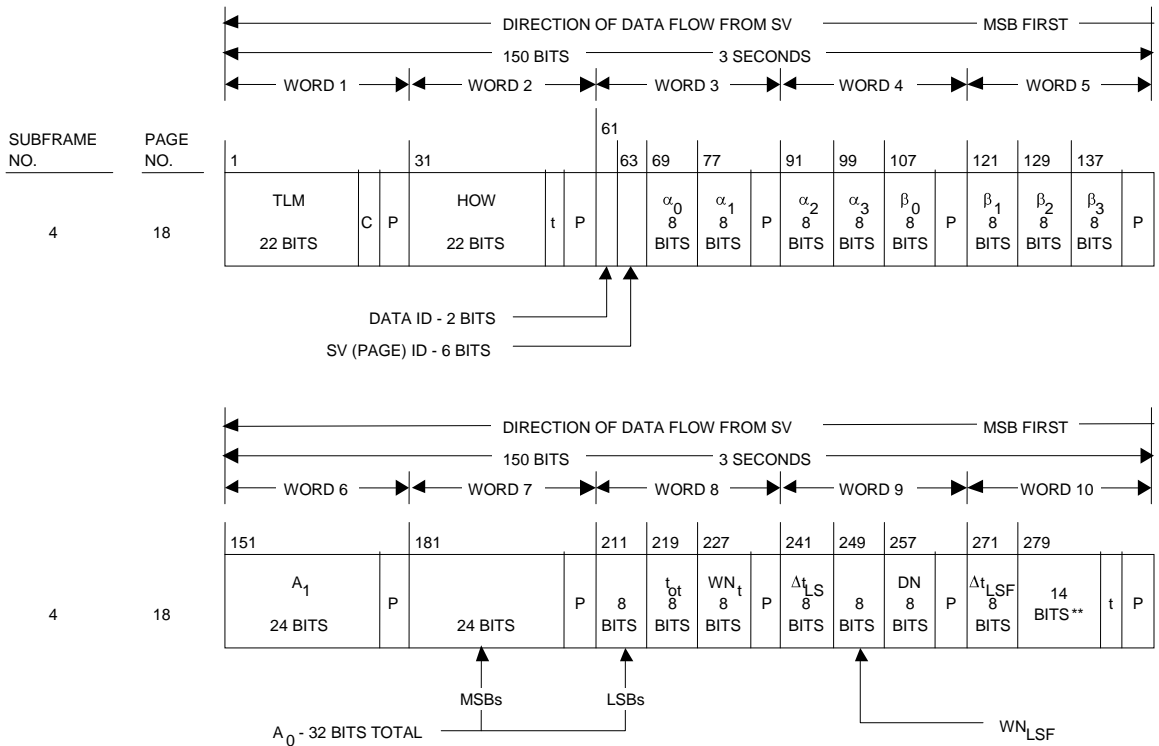 DIRECTION OF DATA FLOW FROM SV MSB FIRST
150 BITS 3 SECONDS
WORD 1 WORD 2 WORD 3 WORD 4 WORD 5
SUBFRAME NO. PAGE NO.
1 31 61 63 69 77 91 99 107 121 129 137
4 18
TLM 22 BITS
C
P
HOW 22 BITS
t
P
α0 8 BITS
α1 8 BITS
P
α2 8 BITS
α3 8 BITS
β0 8 BITS
P
β1 8 BITS
β2 8 BITS
β3 8 BITS
P
DATA ID - 2 BITS
SV (PAGE) ID - 6 BITS
DIRECTION OF DATA FLOW FROM SV MSB FIRST
150 BITS 3 SECONDS
WORD 6 WORD 7 WORD 8 WORD 9 WORD 10
151 181 211 219 227 241 249 257 271 279
4 18
A1 24 BITS
P
24 BITS
P
8 BITS
tot 8 BITS
WNt 8 BITS
P
ΔtLS 8 BITS
8 BITS
DN 8 BITS
P
ΔtLSF 8 BITS
14 BITS**
t
P
MSBs LSBs
A0 - 32 BITS TOTAL
WNLSF